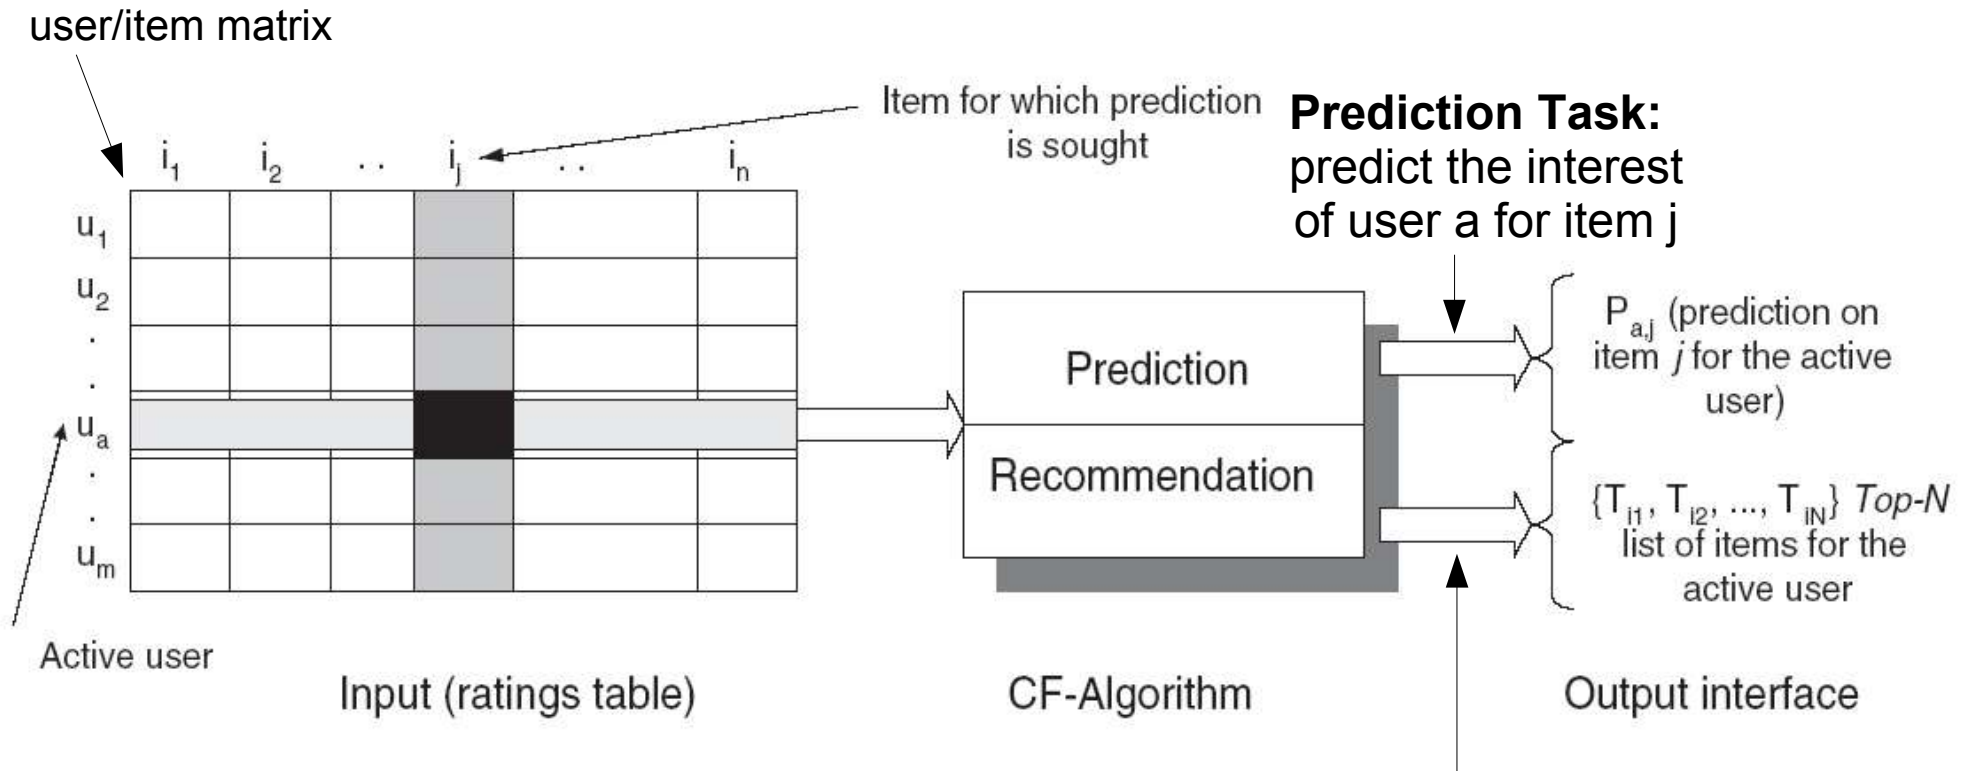 user/item matrix
Item for which prediction
is sought
Prediction Task:
predict the interest
of user a for item j
i1 i2 . . ij . . in
u1
u2
.
.
ua
.
.
um
Active user
Prediction
Recommendation
Pa,j (prediction on
item j for the active
user)
{Ti1, Ti2, ..., TiN} Top-N
list of items for the
active user
Input (ratings table)
CF-Algorithm
Output interface